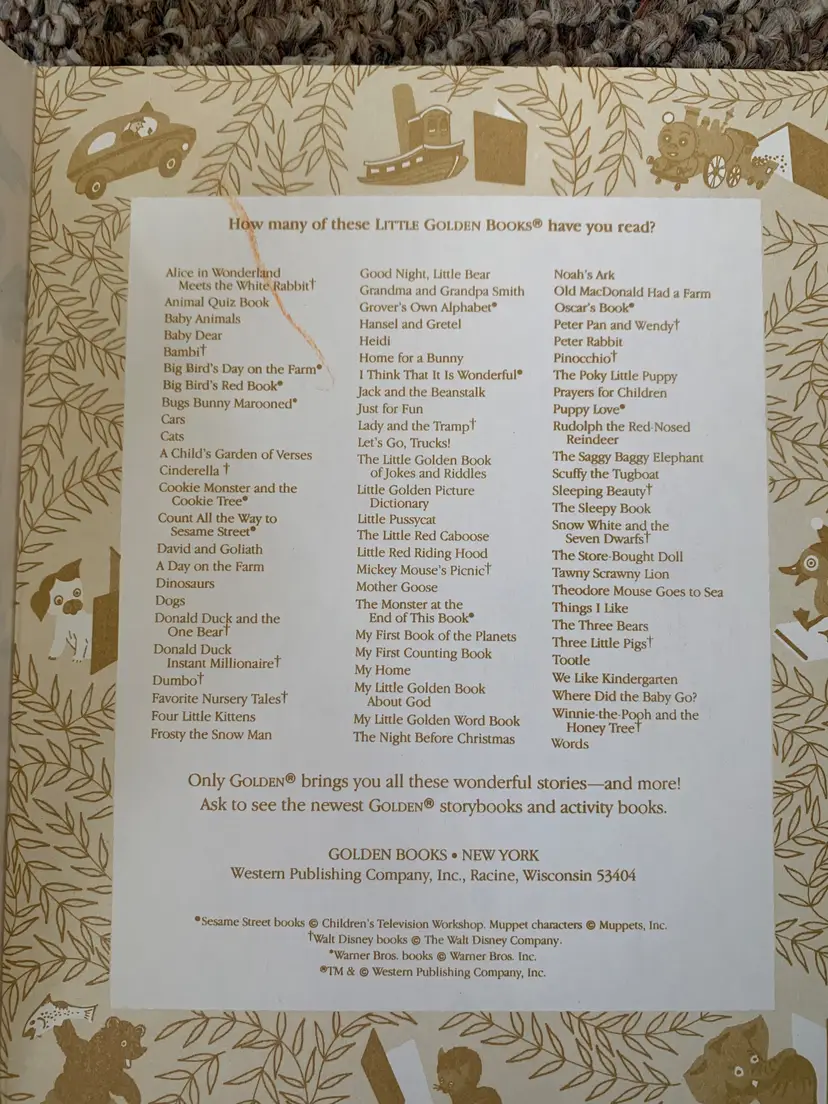 How many of these LITTLE GOLDEN BOOKS® have you read?
Alice in Wonderland
Meets the White Rabbit†
Animal Quiz Book
Baby Animals
Baby Dear
Bambi†
Big Bird's Day on the Farm•
Big Bird's Red Book•
Bugs Bunny Marooned*
Cars
Cats
A Child's Garden of Verses
Cinderella †
Cookie Monster and the
Cookie Tree•
Count All the Way to
Sesame Street•
David and Goliath
A Day on the Farm
Dinosaurs
Dogs
Donald Duck and the
One Bear†
Donald Duck
Instant Millionaire†
Dumbo†
Favorite Nursery Tales†
Four Little Kittens
Frosty the Snow Man
Good Night, Little Bear
Grandma and Grandpa Smith
Grover's Own Alphabet•
Hansel and Gretel
Heidi
Home for a Bunny
I Think That It Is Wonderful•
Jack and the Beanstalk
Just for Fun
Lady and the Tramp†
Let's Go, Trucks!
The Little Golden Book
of Jokes and Riddles
Little Golden Picture
Dictionary
Little Pussycat
The Little Red Caboose
Little Red Riding Hood
Mickey Mouse's Picnic†
Mother Goose
The Monster at the
End of This Book•
My First Book of the Planets
My First Counting Book
My Home
My Little Golden Book
About God
My Little Golden Word Book
The Night Before Christmas
Noah's Ark
Old MacDonald Had a Farm
Oscar's Book•
Peter Pan and Wendy†
Peter Rabbit
Pinocchio†
The Poky Little Puppy
Prayers for Children
Puppy Love•
Rudolph the Red-Nosed
Reindeer
The Saggy Baggy Elephant
Scuffy the Tugboat
Sleeping Beauty†
The Sleepy Book
Snow White and the
Seven Dwarfs†
The Store-Bought Doll
Tawny Scrawny Lion
Theodore Mouse Goes to Sea
Things I Like
The Three Bears
Three Little Pigs†
Tootle
We Like Kindergarten
Where Did the Baby Go?
Winnie-the-Pooh and the
Honey Tree†
Words
Only GOLDEN® brings you all these wonderful stories—and more!
Ask to see the newest GOLDEN® storybooks and activity books.
GOLDEN BOOKS • NEW YORK
Western Publishing Company, Inc., Racine, Wisconsin 53404
•Sesame Street books © Children's Television Workshop. Muppet characters © Muppets, Inc.
†Walt Disney books © The Walt Disney Company.
*Warner Bros. books © Warner Bros. Inc.
®TM & © Western Publishing Company, Inc.